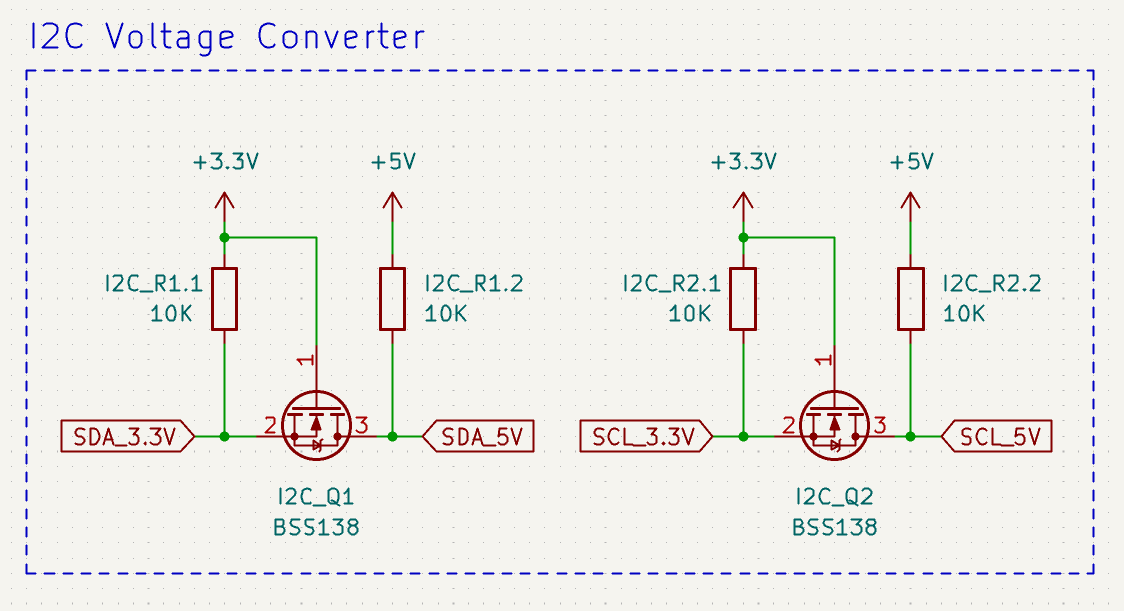 I2C Voltage Converter
+3.3V
+5V
+3.3V
+5V
I2C_R1.1
10K
I2C_R1.2
10K
I2C_R2.1
10K
I2C_R2.2
10K
1
1
SDA_3.3V
2
3
SDA_5V
SCL_3.3V
2
3
SCL_5V
I2C_Q1
BSS138
I2C_Q2
BSS138